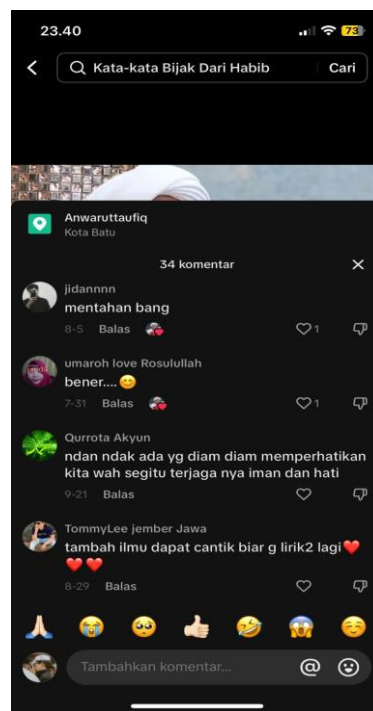 23.40
73
Kata-kata Bijak Dari Habib
Cari
Anwaruttaufiq
Kota Batu
34 komentar
jidannnn
mentahan bang
8-5 Balas
1
umaroh love Rosulullah
bener....
7-31 Balas
1
Qurrota Akyun
ndan ndak ada yg diam diam memperhatikan
kita wah segitu terjaga nya iman dan hati
9-21 Balas
TommyLee jember Jawa
tambah ilmu dapat cantik biar g lirik2 lagi❤️
❤️❤️
8-29 Balas
Tambahkan komentar...
@